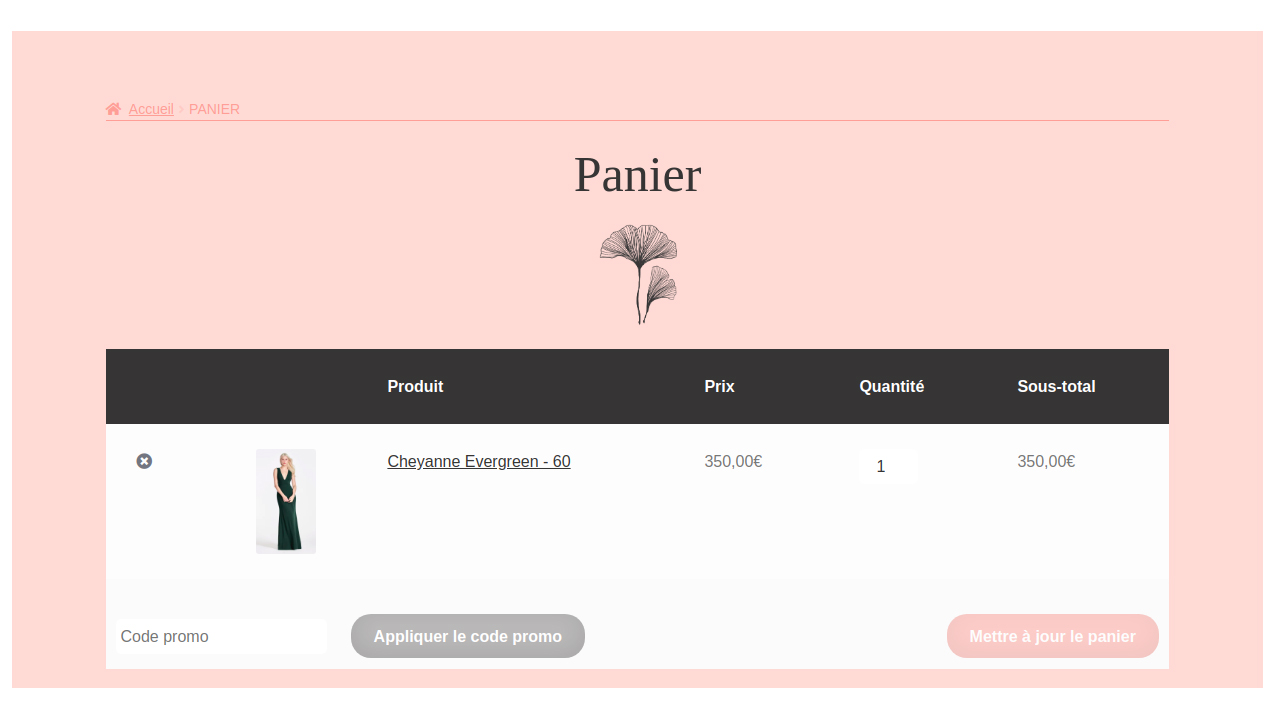 Accueil PANIER
Panier
Produit Prix Quantité Sous-total
Cheyanne Evergreen - 60 350,00€ 1 350,00€
Code promo Appliquer le code promo Mettre à jour le panier